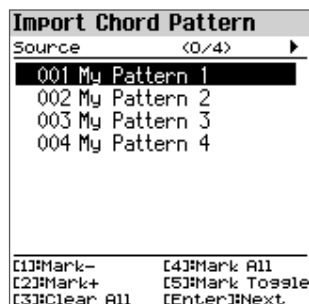 Import Chord Pattern
Source (0/4)
001 My Pattern 1
002 My Pattern 2
003 My Pattern 3
004 My Pattern 4
[1]:Mark- [4]:Mark All
[2]:Mark+ [5]:Mark Toggle
[3]:Clear All [Enter]:Next